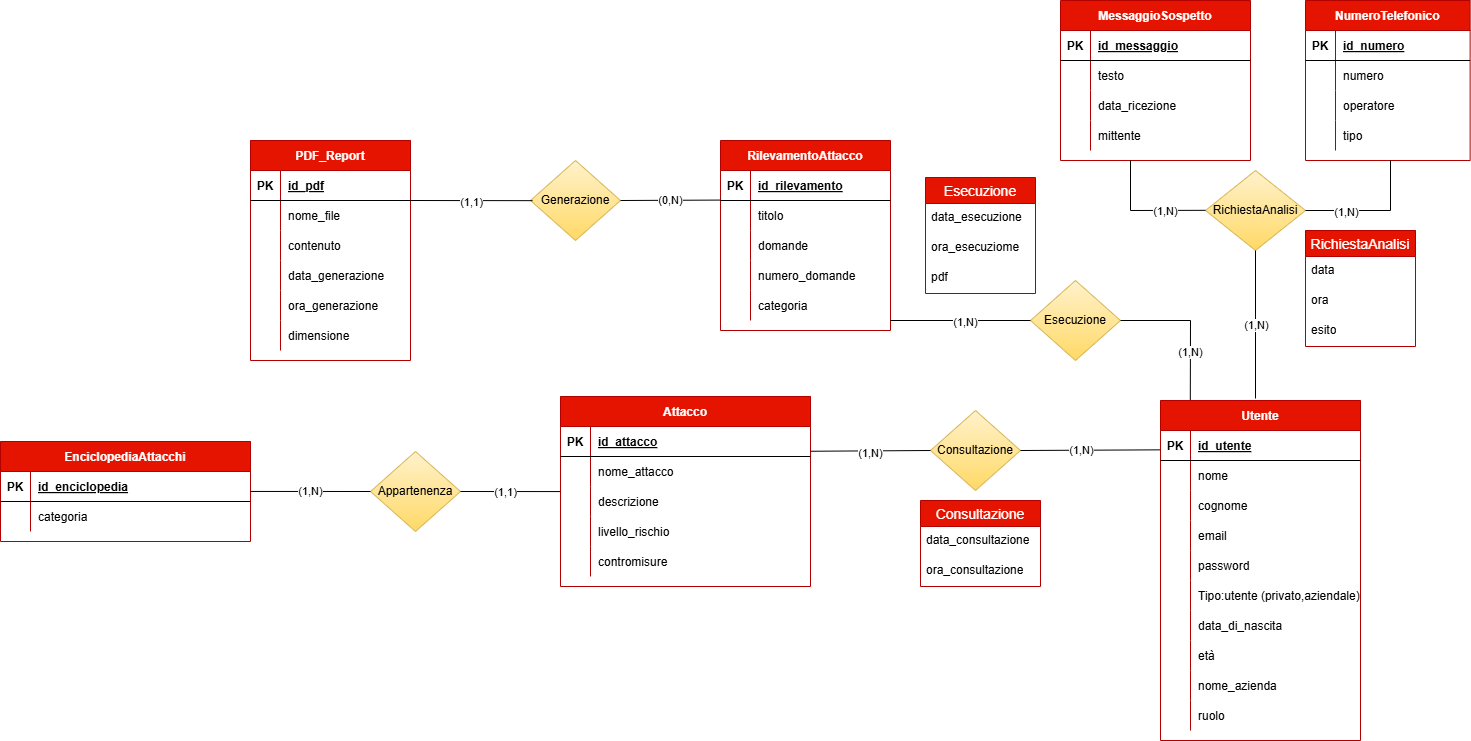 MessaggioSospetto
PK id_messaggio
testo
data_ricezione
mittente
NumeroTelefonico
PK id_numero
numero
operatore
tipo
PDF_Report
PK id_pdf
nome_file
contenuto
data_generazione
ora_generazione
dimensione
(1,1)
Generazione
(0,N)
RilevamentoAttacco
PK id_rilevamento
titolo
domande
numero_domande
categoria
Esecuzione
data_esecuzione
ora_esecuziome
pdf
(1,N)
RichiestaAnalisi
(1,N)
RichiestaAnalisi
data
ora
esito
(1,N)
(1,N)
Esecuzione
(1,N)
EnciclopediaAttacchi
PK id_enciclopedia
categoria
(1,N)
Appartenenza
(1,1)
Attacco
PK id_attacco
nome_attacco
descrizione
livello_rischio
contromisure
(1,N)
Consultazione
(1,N)
Consultazione
data_consultazione
ora_consultazione
Utente
PK id_utente
nome
cognome
email
password
Tipo:utente (privato,aziendale)
data_di_nascita
età
nome_azienda
ruolo